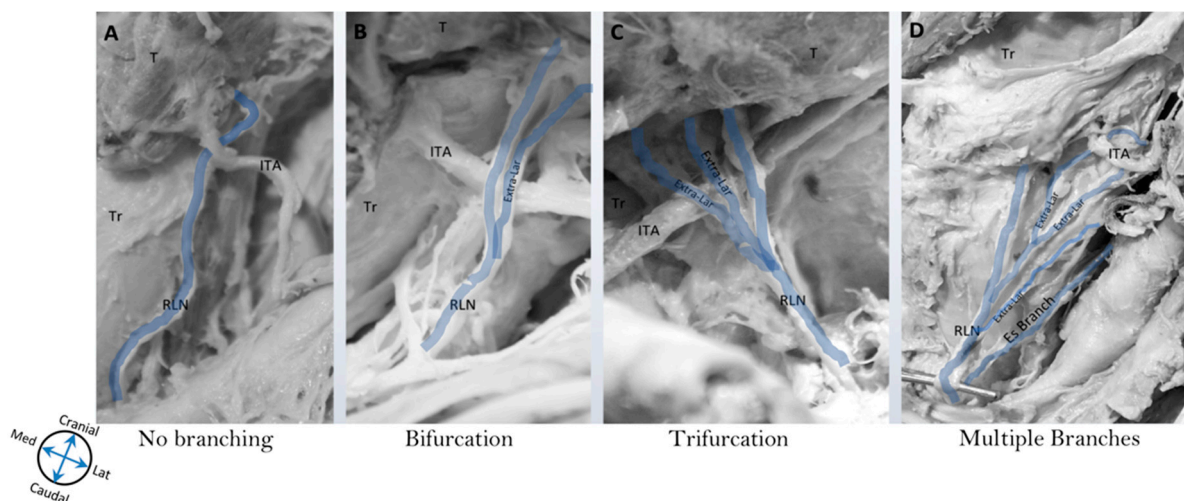 A
T
ITA
Tr
RLN
B
T
ITA
Extra-Lar
Tr
RLN
C
T
Extra-Lar
Extra-Lar
Tr
ITA
RLN
D
Tr
ITA
Extra-Lar
Extra-Lar
RLN
Extra-Lar
Es Branch
No branching
Bifurcation
Trifurcation
Multiple Branches
Cranial
Med
Lat
Caudal